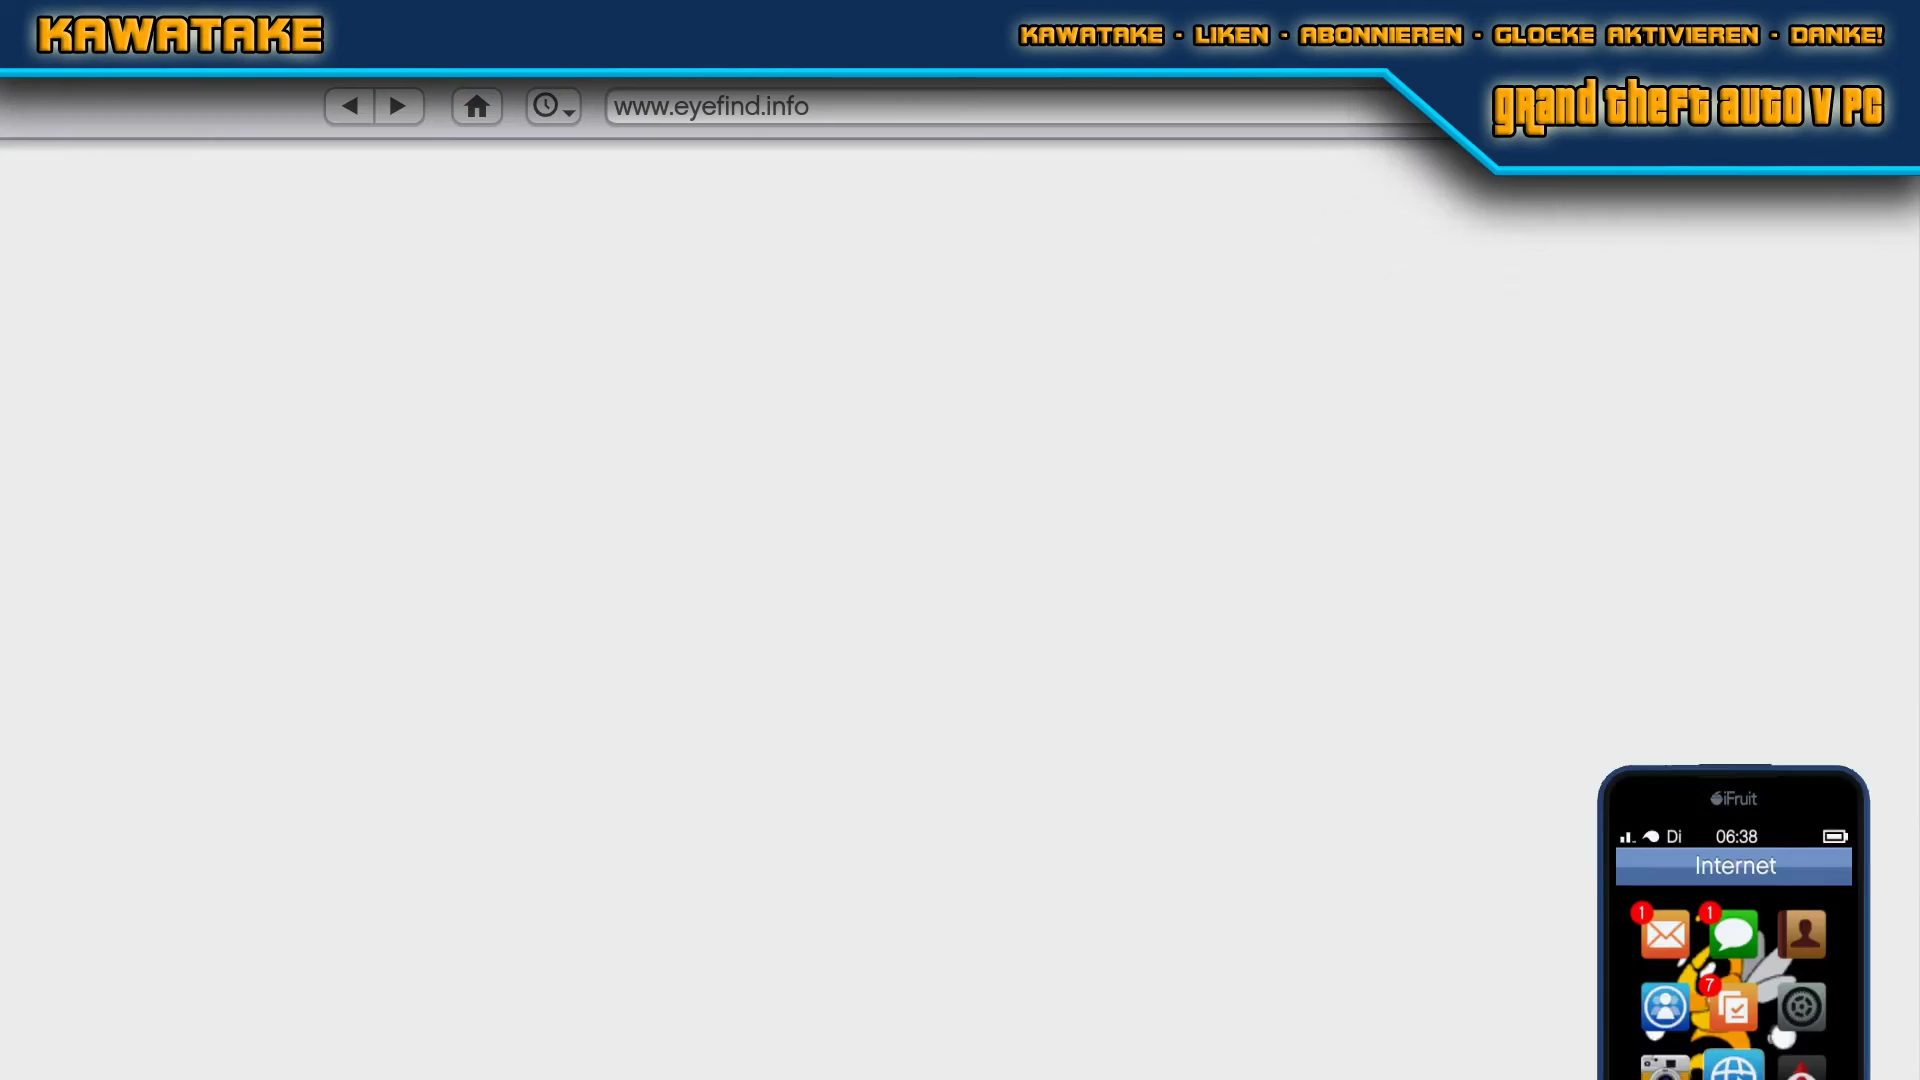 KAWATAKE
KAWATAKE - LIKEN - ABONNIEREN - GLOCKE AKTIVIEREN - DANKE!
grand theft auto V PC
www.eyefind.info
iFruit
Di 06:38
Internet
1 1
7